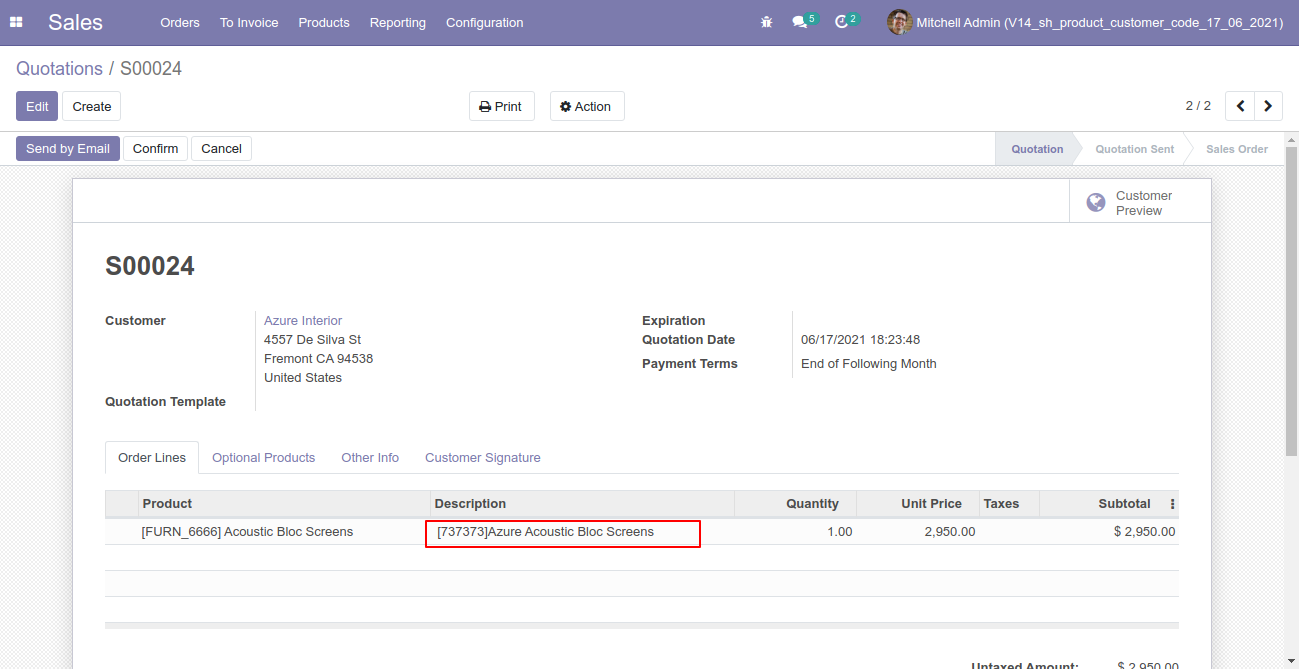 Sales Orders To Invoice Products Reporting Configuration 5 2 Mitchell Admin (V14_sh_product_customer_code_17_06_2021)
Quotations / S00024
Edit Create Print Action 2 / 2
Send by Email Confirm Cancel Quotation Quotation Sent Sales Order
Customer
Preview
S00024
Customer Azure Interior
4557 De Silva St
Fremont CA 94538
United States
Quotation Template
Expiration
Quotation Date 06/17/2021 18:23:48
Payment Terms End of Following Month
Order Lines Optional Products Other Info Customer Signature
Product Description Quantity Unit Price Taxes Subtotal
[FURN_6666] Acoustic Bloc Screens [737373]Azure Acoustic Bloc Screens 1.00 2,950.00 $ 2,950.00
Untaxed Amount: $ 2,950.00